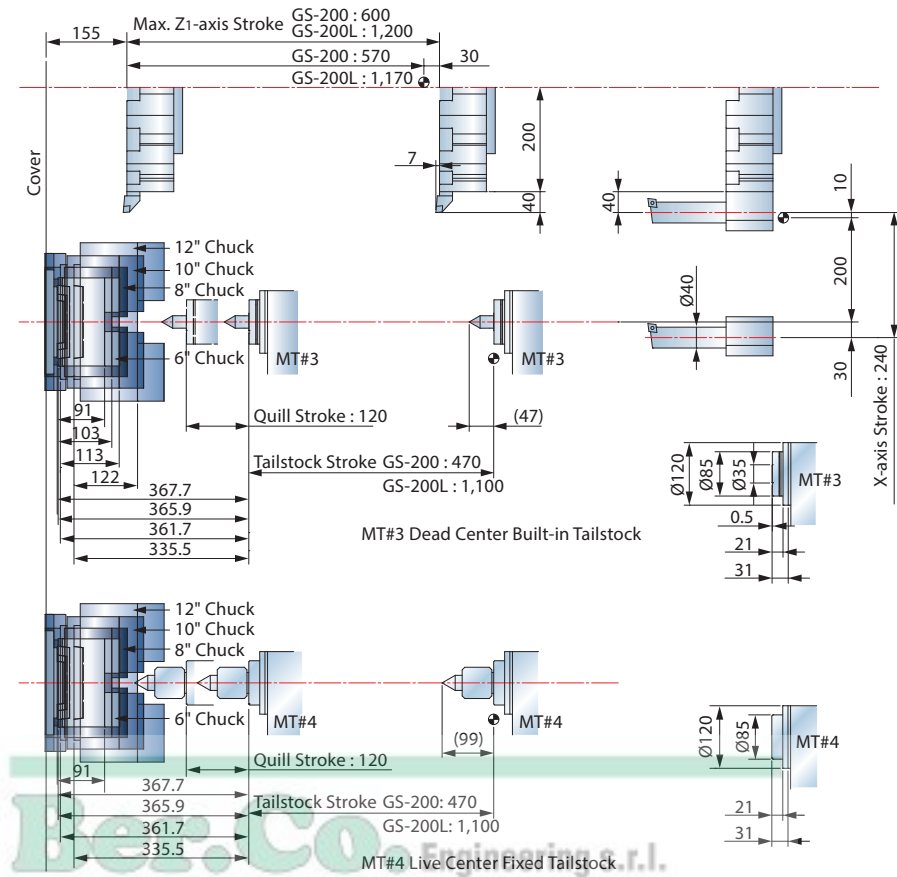 Max. Z1-axis Stroke GS-200 : 600
GS-200L : 1,200
155
GS-200 : 570
30
GS-200L : 1,170
Cover
7
200
40
40
10
200
30
X-axis Stroke : 240
Ø40
12" Chuck
10" Chuck
8" Chuck
6" Chuck
MT#3
MT#3
91
103
113
122
Quill Stroke : 120
(47)
Tailstock Stroke GS-200 : 470
GS-200L : 1,100
367.7
365.9
361.7
335.5
MT#3 Dead Center Built-in Tailstock
Ø120
Ø85
Ø35
MT#3
0.5
21
31
12" Chuck
10" Chuck
8" Chuck
6" Chuck
MT#4
MT#4
91
Quill Stroke : 120
(99)
367.7
Tailstock Stroke GS-200: 470
365.9
GS-200L: 1,100
361.7
335.5
MT#4 Live Center Fixed Tailstock
Ø120
Ø85
MT#4
21
31
Ber.Co. Engineering s.r.l.